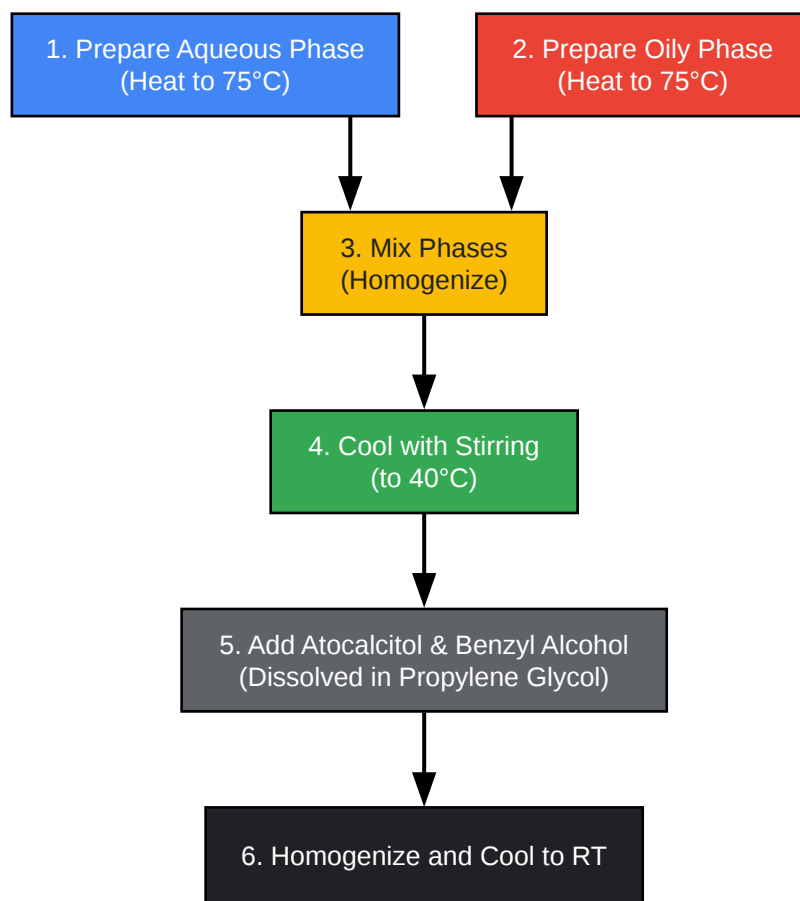 1. Prepare Aqueous Phase
(Heat to 75°C)
2. Prepare Oily Phase
(Heat to 75°C)
3. Mix Phases
(Homogenize)
4. Cool with Stirring
(to 40°C)
5. Add Atocalcitol & Benzyl Alcohol
(Dissolved in Propylene Glycol)
6. Homogenize and Cool to RT